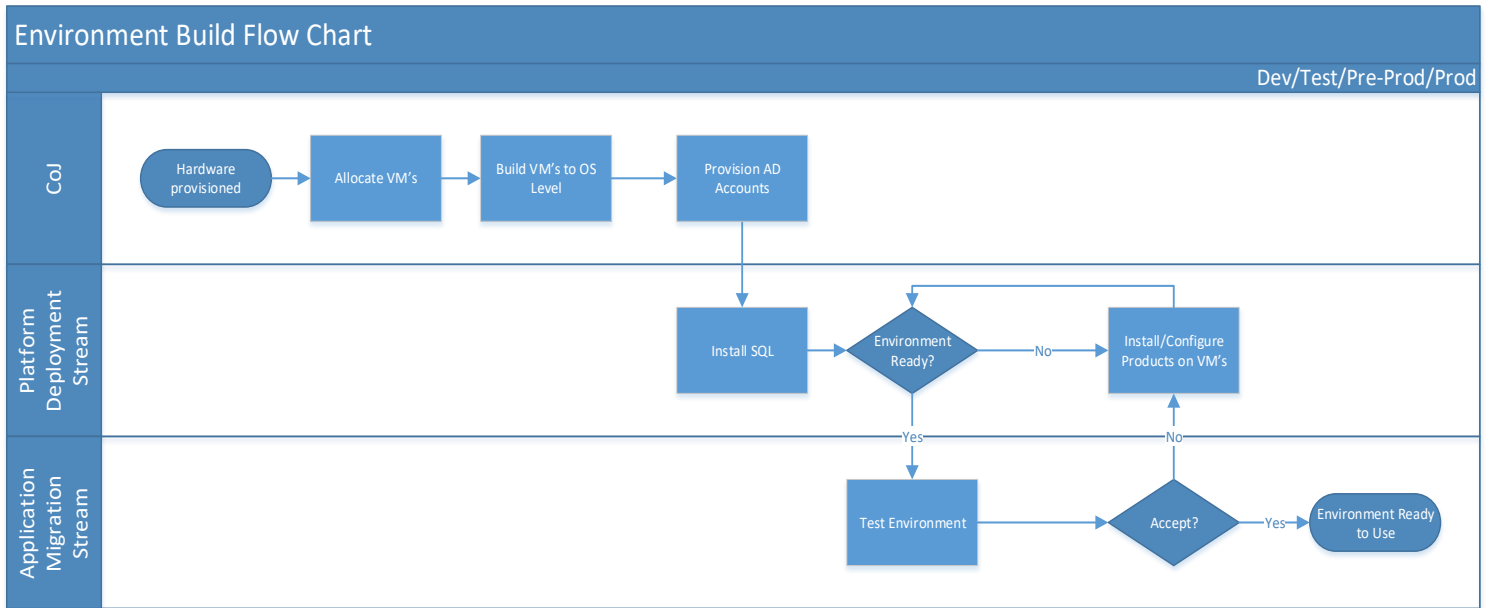 Environment Build Flow Chart
Dev/Test/Pre-Prod/Prod
CoJ
Hardware
provisioned
Allocate VM's
Build VM's to OS
Level
Provision AD
Accounts
Platform
Deployment
Stream
Install SQL
Environment
Ready?
No
Install/Configure
Products on VM's
Yes
No
Application
Migration
Stream
Test Environment
Accept?
Yes
Environment Ready
to Use